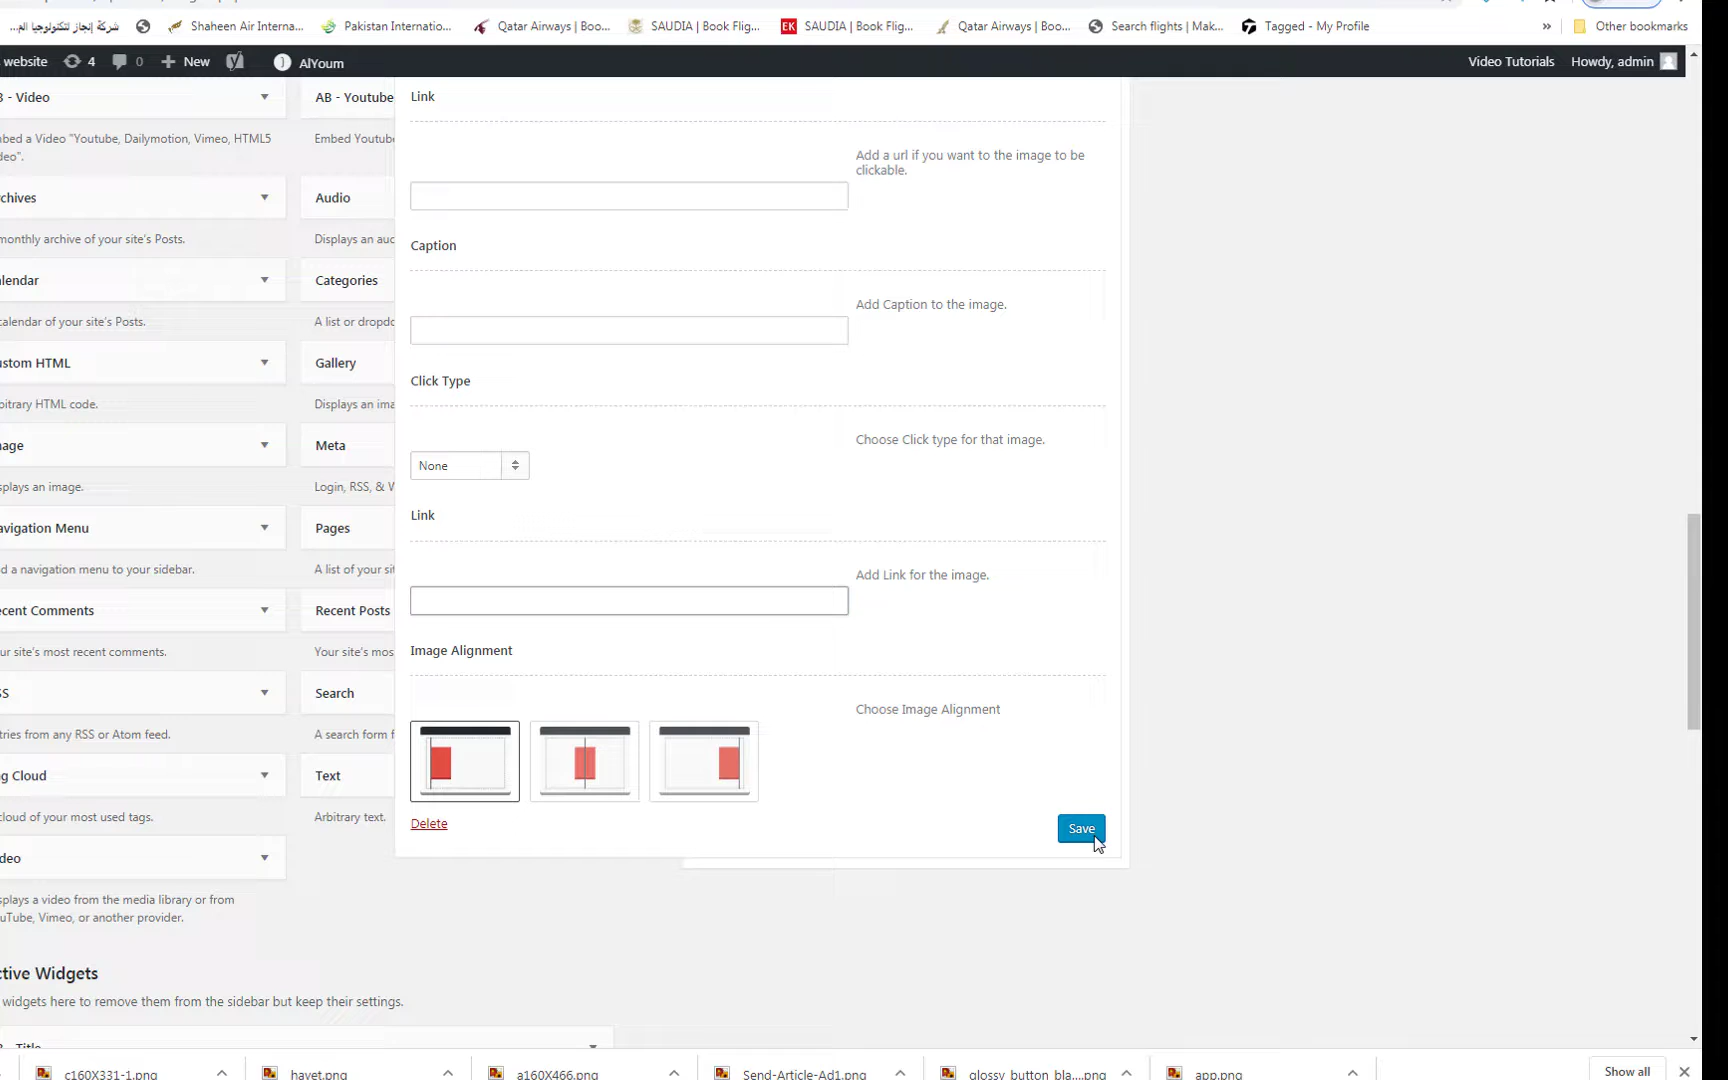 شركة إنجاز لتكنولوجيا الم...
Shaheen Air Interna...
Pakistan Internatio...
Qatar Airways | Boo...
SAUDIA | Book Flig...
EK
SAUDIA | Book Flig...
Qatar Airways | Boo...
Search flights | Mak...
Tagged - My Profile
»
Other bookmarks
website
4
0
+ New
AlYoum
Video Tutorials
Howdy, admin
B - Video
AB - Youtube
Link
bed a Video "Youtube, Dailymotion, Vimeo, HTML5
deo".
Embed Youtube
Add a url if you want to the image to be
clickable.
chives
Audio
monthly archive of your site's Posts.
Displays an aud
Caption
lendar
Categories
Add Caption to the image.
calendar of your site's Posts.
A list or dropdo
ustom HTML
Gallery
Click Type
bitrary HTML code.
Displays an ima
Choose Click type for that image.
age
Meta
None
splays an image.
Login, RSS, & W
Link
avigation Menu
Pages
d a navigation menu to your sidebar.
A list of your sit
Add Link for the image.
ecent Comments
Recent Posts
ur site's most recent comments.
Your site's mos
Image Alignment
SS
Search
Choose Image Alignment
tries from any RSS or Atom feed.
A search form f
g Cloud
Text
cloud of your most used tags.
Arbitrary text.
Delete
Save
deo
splays a video from the media library or from
uTube, Vimeo, or another provider.
ctive Widgets
widgets here to remove them from the sidebar but keep their settings.
B - Title
c160X331-1.png
havet.png
a160X466.png
Send-Article-Ad1.png
glossy_button_bla....png
app.png
Show all